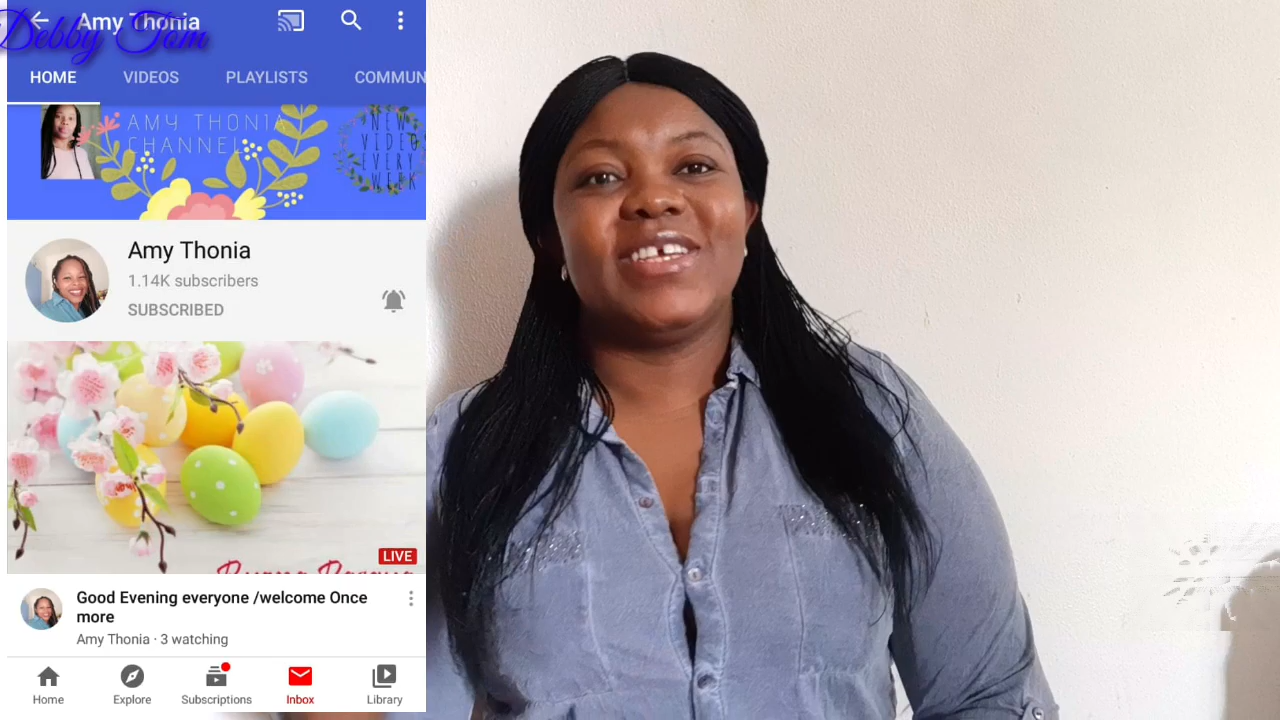 Amy Thonia
Debby Tom
HOME VIDEOS PLAYLISTS COMMUN
AMY THONIA
CHANNEL
NEW
VIDEO
EVERY
WEEK
Amy Thonia
1.14K subscribers
SUBSCRIBED
LIVE
Good Evening everyone /welcome Once
more
Amy Thonia · 3 watching
Home Explore Subscriptions Inbox Library